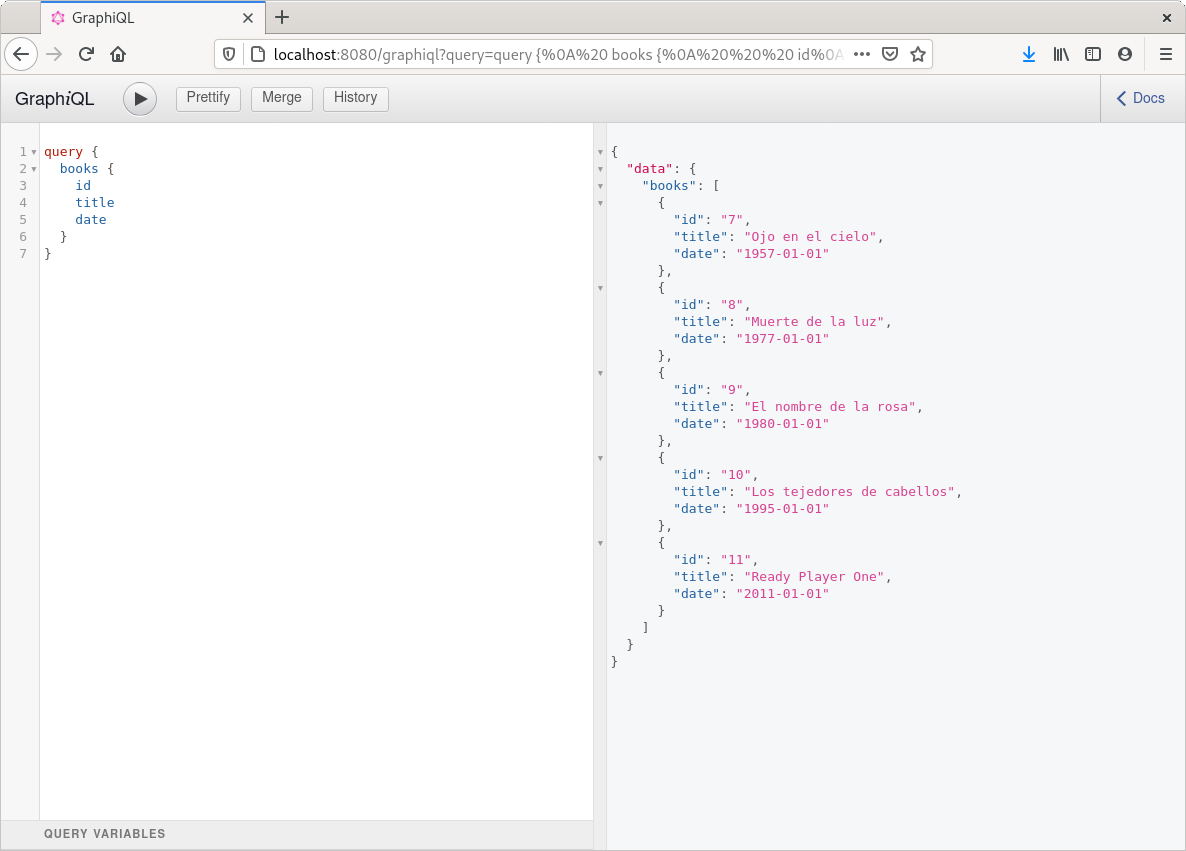 GraphiQL
localhost:8080/graphiql?query=query {%0A%20 books {%0A%20%20%20 id%0A
GraphiQL
Prettify
Merge
History
Docs
1 query {
2   books {
3     id
4     title
5     date
6   }
7 }
QUERY VARIABLES
{
  "data": {
    "books": [
      {
        "id": "7",
        "title": "Ojo en el cielo",
        "date": "1957-01-01"
      },
      {
        "id": "8",
        "title": "Muerte de la luz",
        "date": "1977-01-01"
      },
      {
        "id": "9",
        "title": "El nombre de la rosa",
        "date": "1980-01-01"
      },
      {
        "id": "10",
        "title": "Los tejedores de cabellos",
        "date": "1995-01-01"
      },
      {
        "id": "11",
        "title": "Ready Player One",
        "date": "2011-01-01"
      }
    ]
  }
}